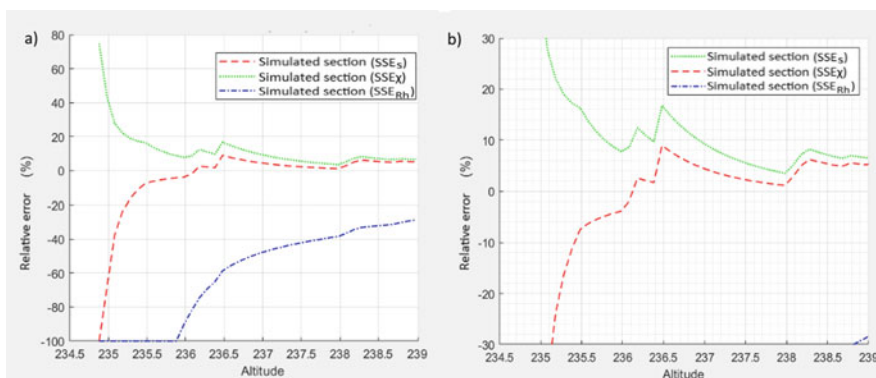 a)
Relative error (%)
80
60
40
20
0
-20
-40
-60
-80
-100
Simulated section (SSEs)
Simulated section (SSEχ)
Simulated section (SSERh)
234.5 235 235.5 236 236.5 237 237.5 238 238.5 239
Altitude
b)
Relative error (%)
30
20
10
0
-10
-20
-30
Simulated section (SSEs)
Simulated section (SSEχ)
Simulated section (SSERh)
234.5 235 235.5 236 236.5 237 237.5 238 238.5 239
Altitude